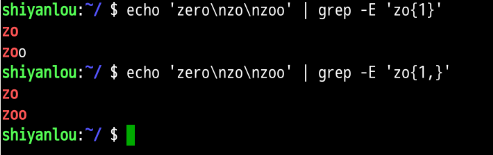 shiyanlou:~/ $ echo 'zero\nzo\nzoo' | grep -E 'zo{1}'
zo
zoo
shiyanlou:~/ $ echo 'zero\nzo\nzoo' | grep -E 'zo{1,}'
zo
zoo
shiyanlou:~/ $